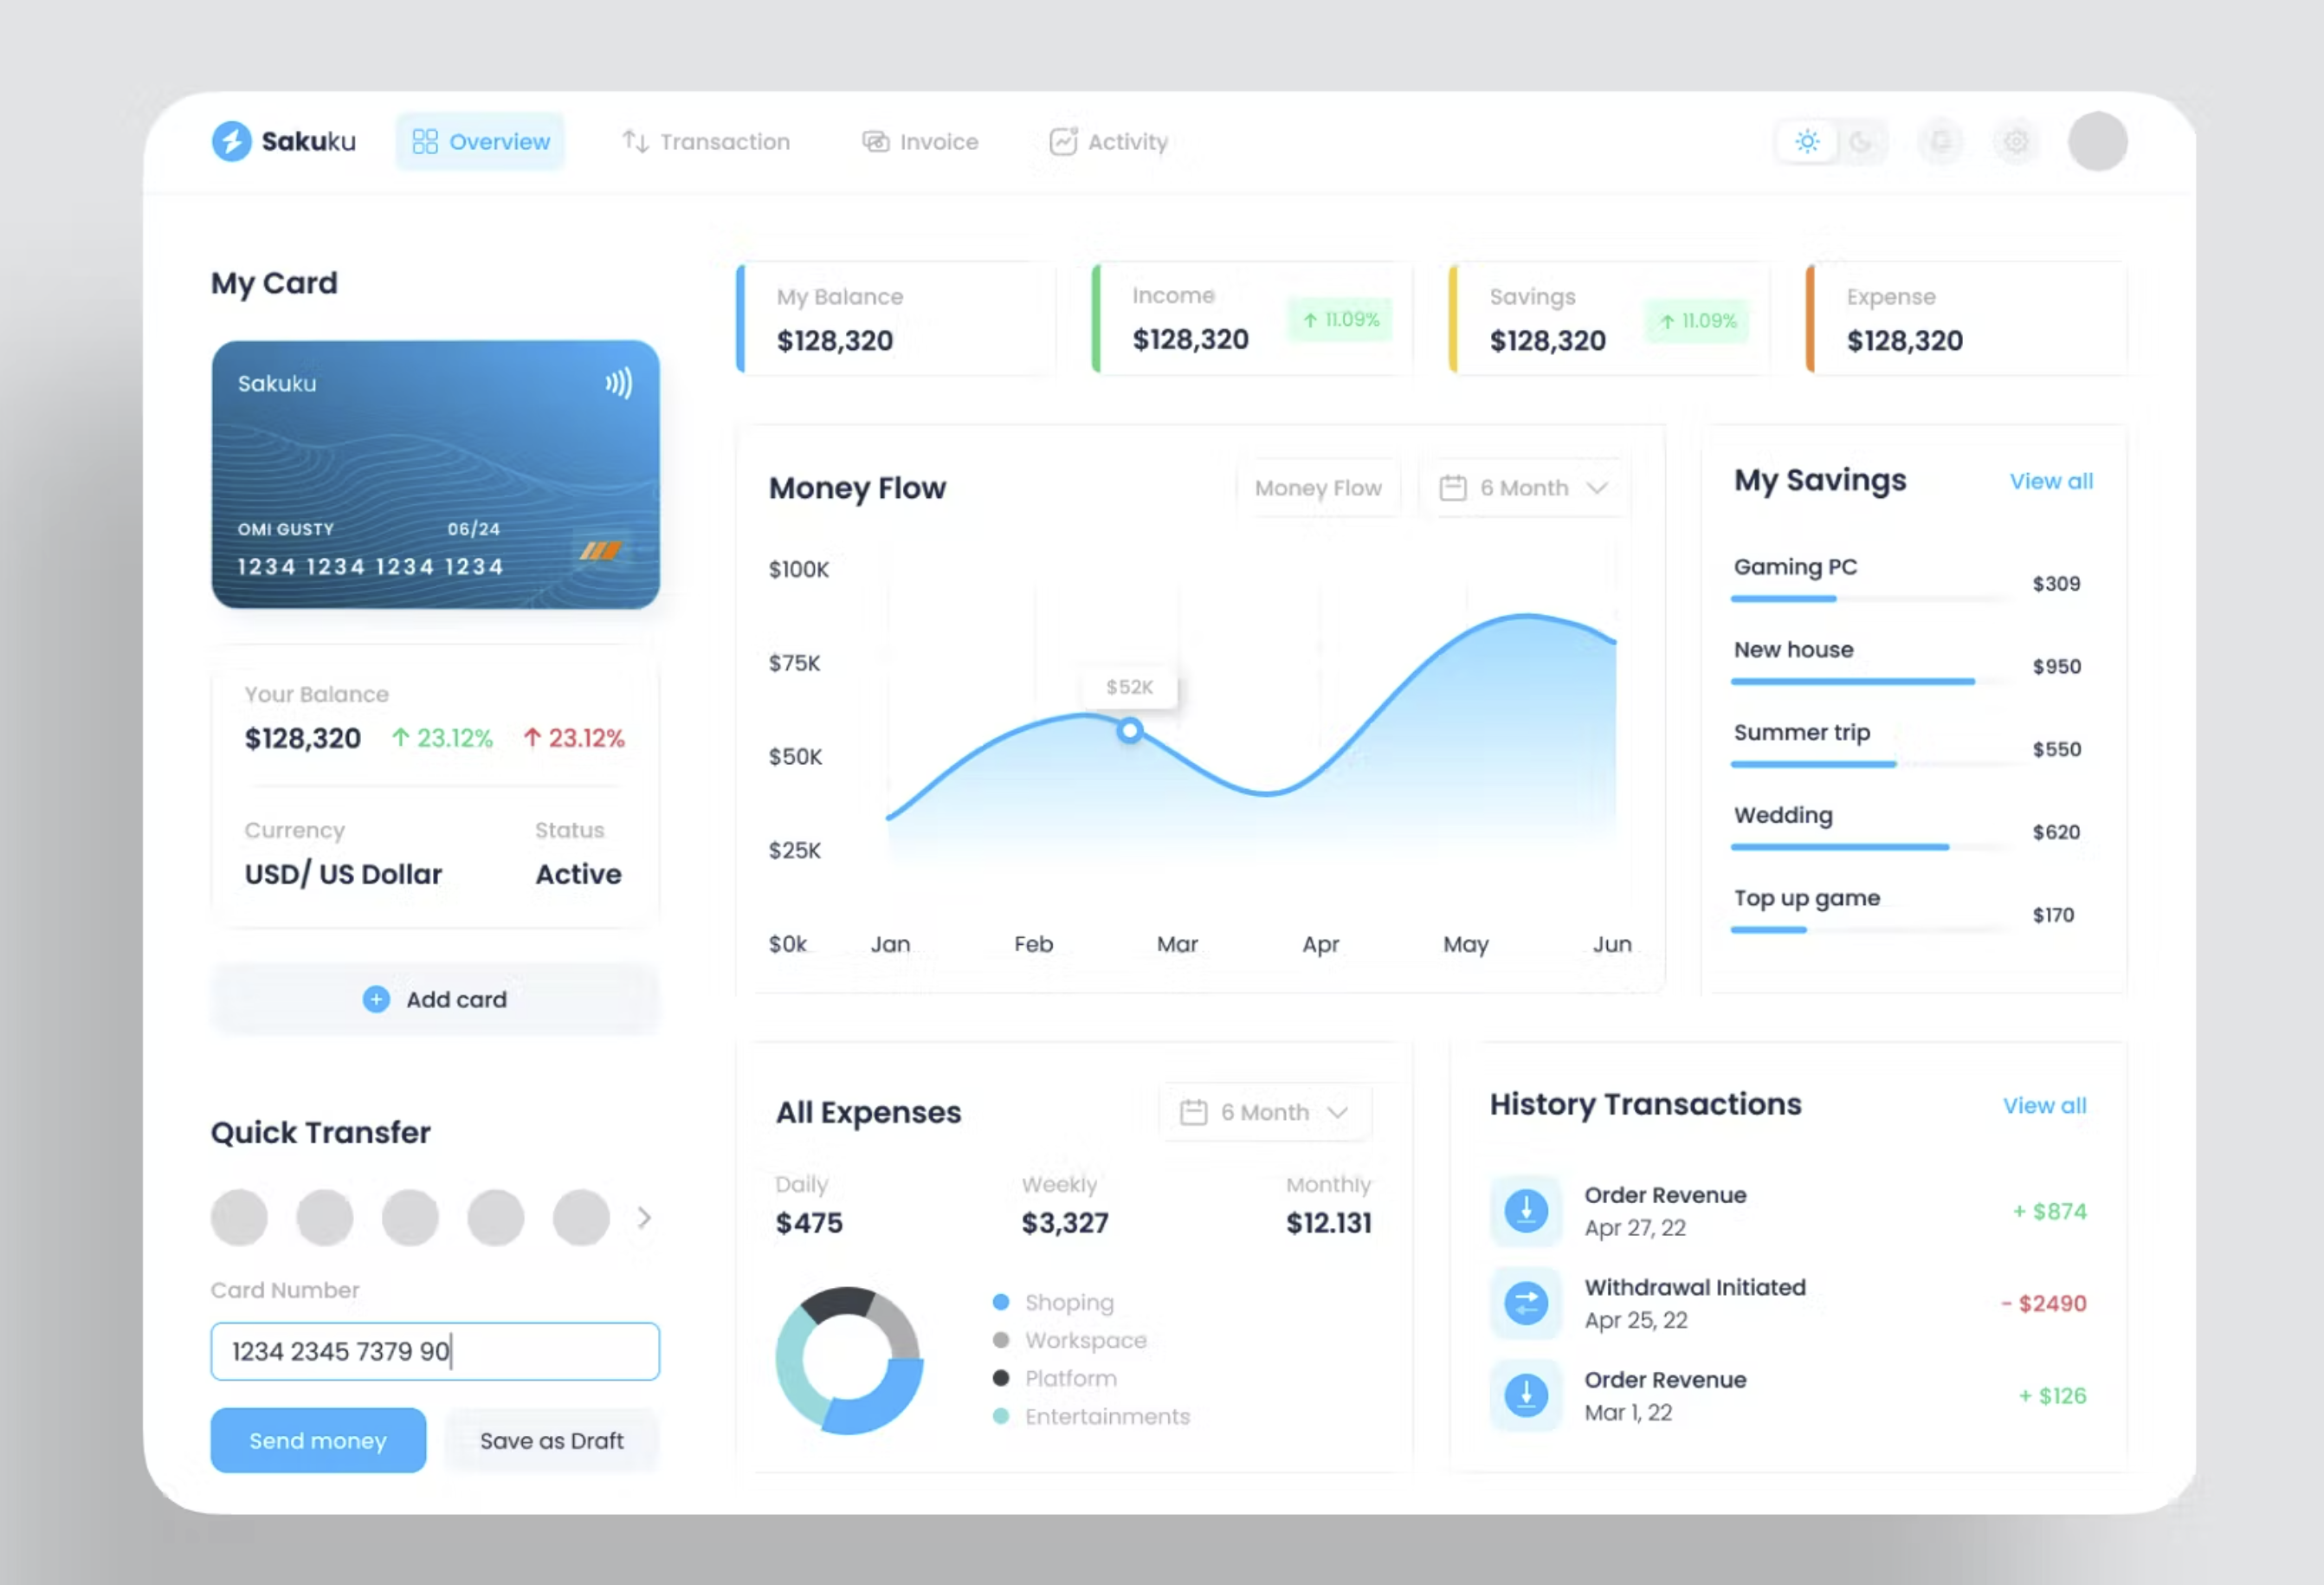 Sakuku
Overview
Transaction
Invoice
Activity
My Card
Sakuku
OMI GUSTY 06/24
1234 1234 1234 1234
Your Balance
$128,320 ↑ 23.12% ↑ 23.12%
Currency Status
USD/ US Dollar Active
Add card
Quick Transfer
Card Number
1234 2345 7379 90
Send money Save as Draft
My Balance
$128,320
Income
$128,320
↑ 11.09%
Savings
$128,320
↑ 11.09%
Expense
$128,320
Money Flow
Money Flow
6 Month
$100K
$75K
$50K
$25K
$0k
$52K
Jan Feb Mar Apr May Jun
My Savings
View all
Gaming PC
$309
New house
$950
Summer trip
$550
Wedding
$620
Top up game
$170
All Expenses
6 Month
Daily Weekly Monthly
$475 $3,327 $12.131
Shoping
Workspace
Platform
Entertainments
History Transactions
View all
Order Revenue
Apr 27, 22
+ $874
Withdrawal Initiated
Apr 25, 22
- $2490
Order Revenue
Mar 1, 22
+ $126